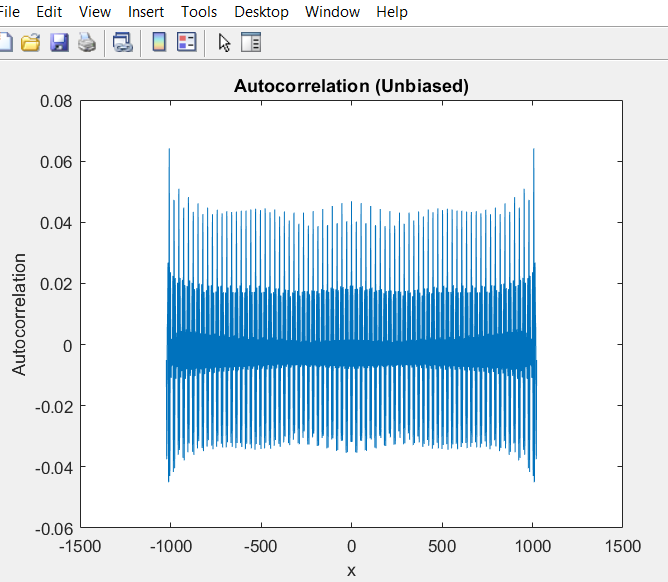 File Edit View Insert Tools Desktop Window Help
Autocorrelation (Unbiased)
0.08
0.06
0.04
0.02
0
-0.02
-0.04
-0.06
Autocorrelation
-1500 -1000 -500 0 500 1000 1500
x